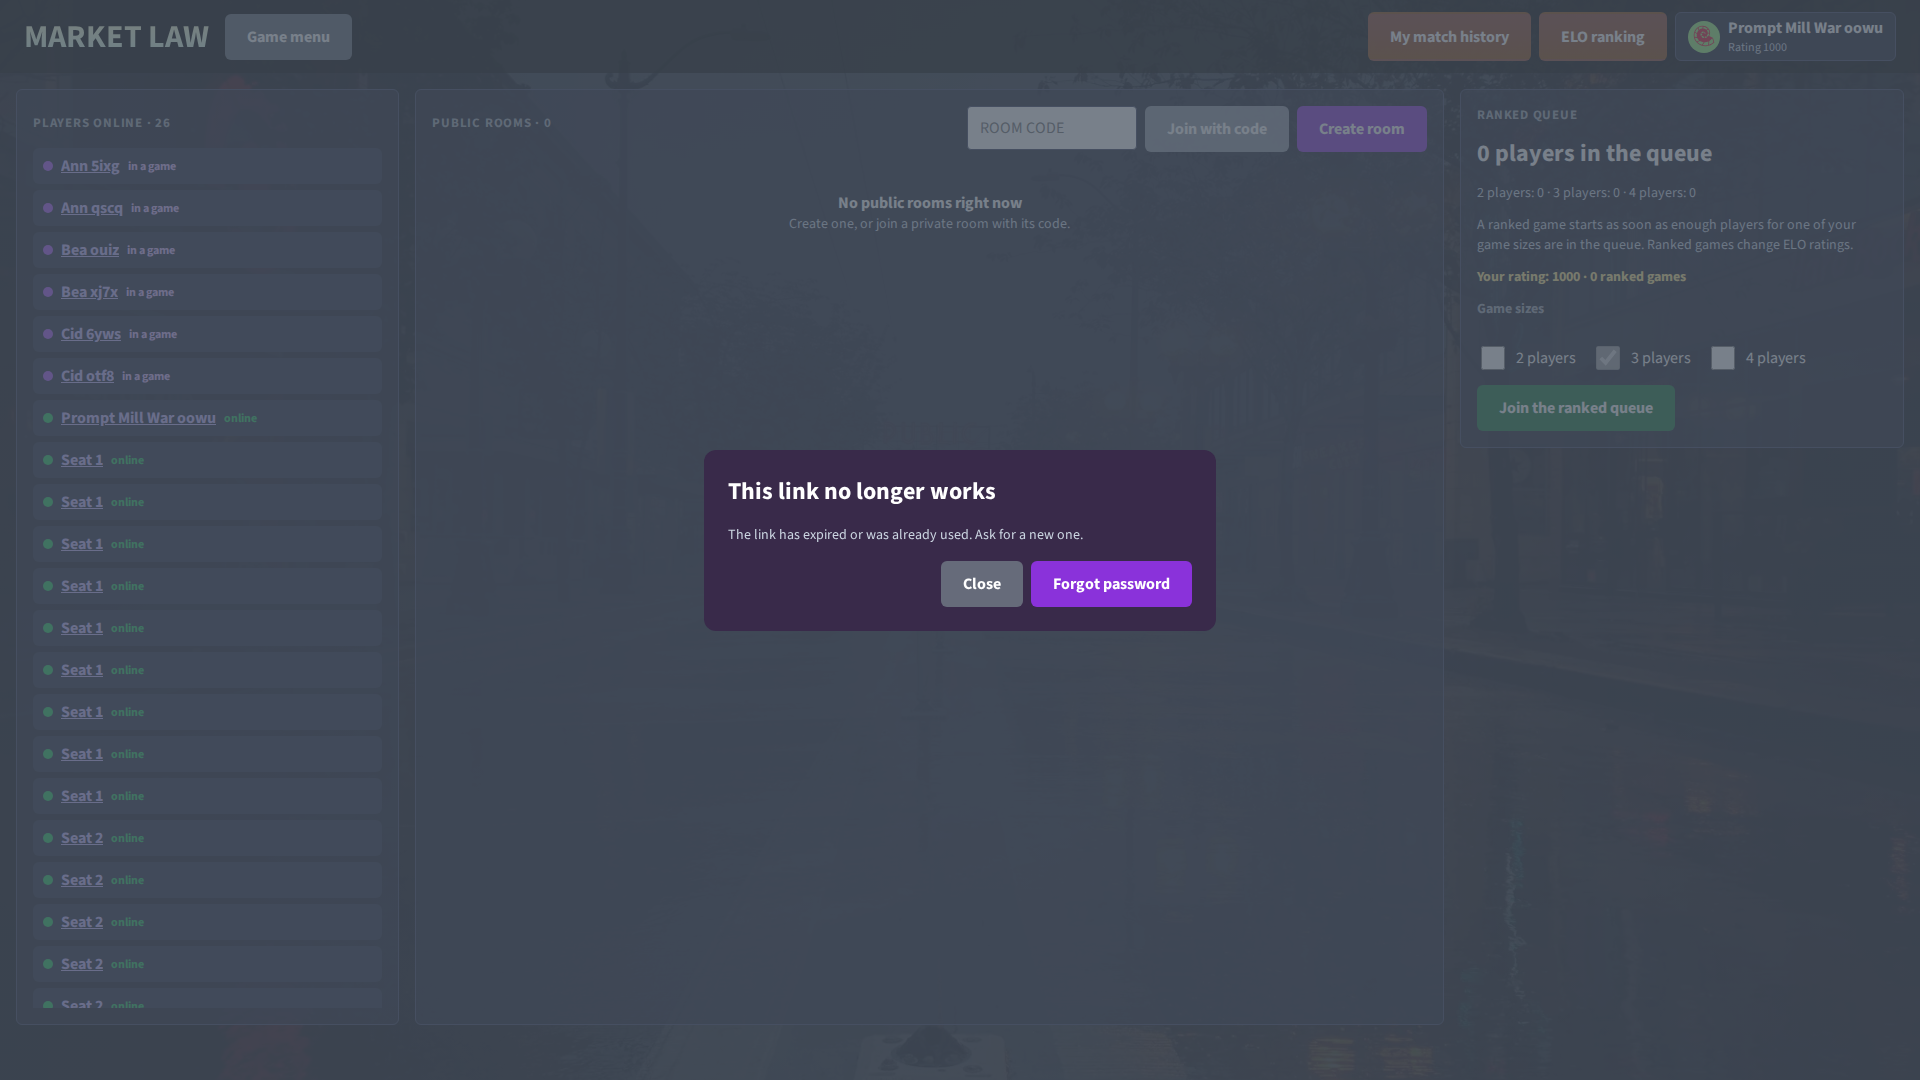 MARKET LAW
Game menu
My match history
ELO ranking
Prompt Mill War oowu
Rating 1000
PLAYERS ONLINE · 26
Ann 5ixg in a game
Ann qscq in a game
Bea ouiz in a game
Bea xj7x in a game
Cid 6yws in a game
Cid otf8 in a game
Prompt Mill War oowu online
Seat 1 online
Seat 1 online
Seat 1 online
Seat 1 online
Seat 1 online
Seat 1 online
Seat 1 online
Seat 1 online
Seat 1 online
Seat 2 online
Seat 2 online
Seat 2 online
Seat 2 online
Seat 2 online
PUBLIC ROOMS · 0
ROOM CODE
Join with code
Create room
No public rooms right now
Create one, or join a private room with its code.
This link no longer works
The link has expired or was already used. Ask for a new one.
Close
Forgot password
RANKED QUEUE
0 players in the queue
2 players: 0 · 3 players: 0 · 4 players: 0
A ranked game starts as soon as enough players for one of your
game sizes are in the queue. Ranked games change ELO ratings.
Your rating: 1000 · 0 ranked games
Game sizes
2 players
3 players
4 players
Join the ranked queue